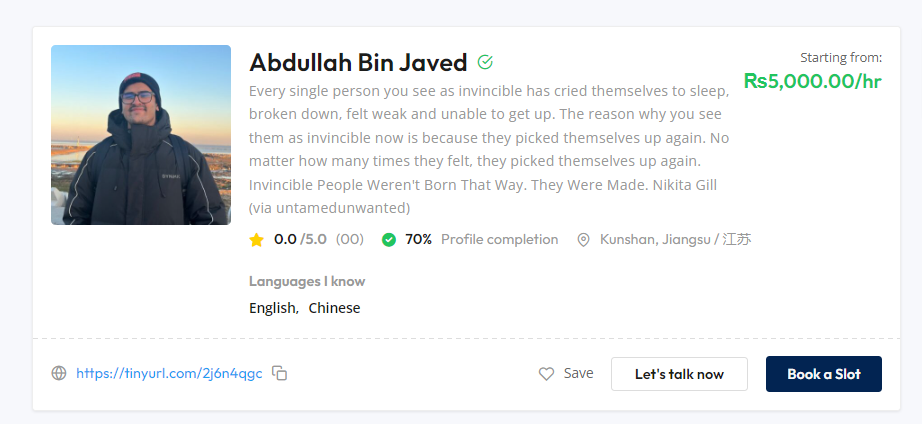 Abdullah Bin Javed
Starting from:
₨5,000.00/hr
Every single person you see as invincible has cried themselves to sleep,
broken down, felt weak and unable to get up. The reason why you see
them as invincible now is because they picked themselves up again. No
matter how many times they felt, they picked themselves up again.
Invincible People Weren't Born That Way. They Were Made. Nikita Gill
(via untamedunwanted)
0.0 /5.0 (00) 70% Profile completion Kunshan, Jiangsu / 江苏
Languages I know
English, Chinese
https://tinyurl.com/2j6n4qgc
Save
Let's talk now
Book a Slot